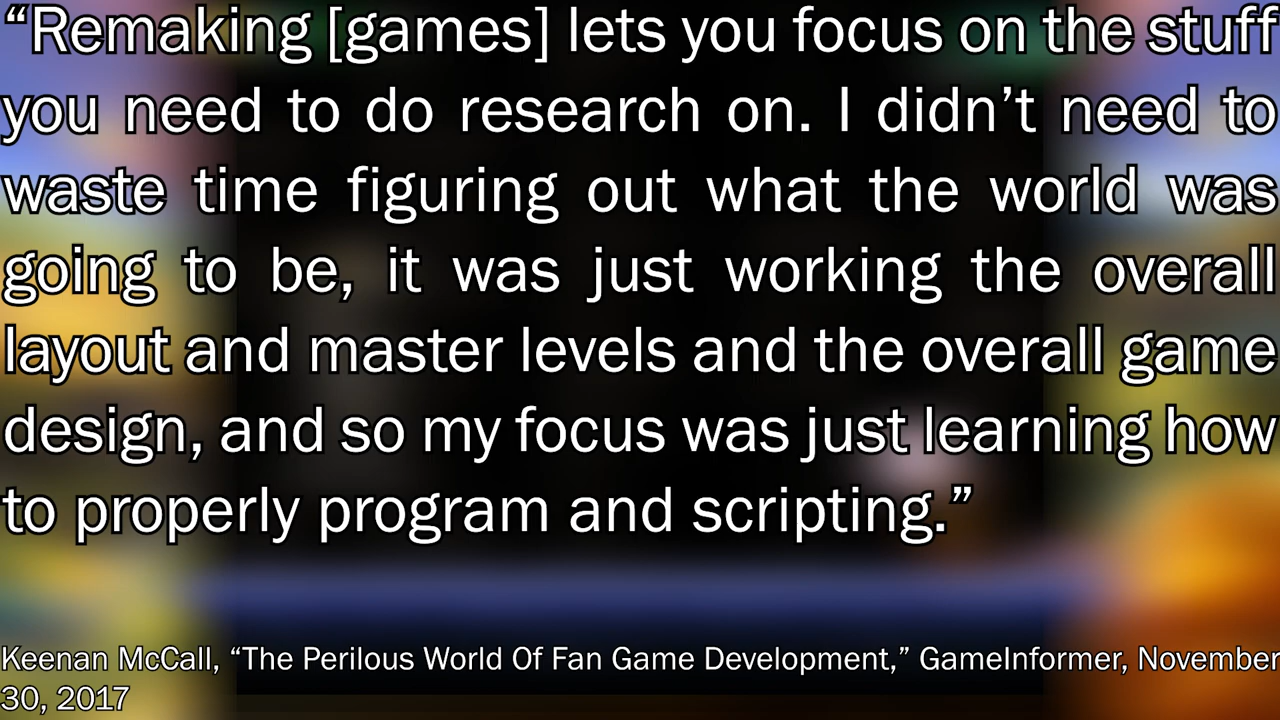 “Remaking [games] lets you focus on the stuff
you need to do research on. I didn’t need to
waste time figuring out what the world was
going to be, it was just working the overall
layout and master levels and the overall game
design, and so my focus was just learning how
to properly program and scripting.”
Keenan McCall, “The Perilous World Of Fan Game Development,” GameInformer, November
30, 2017